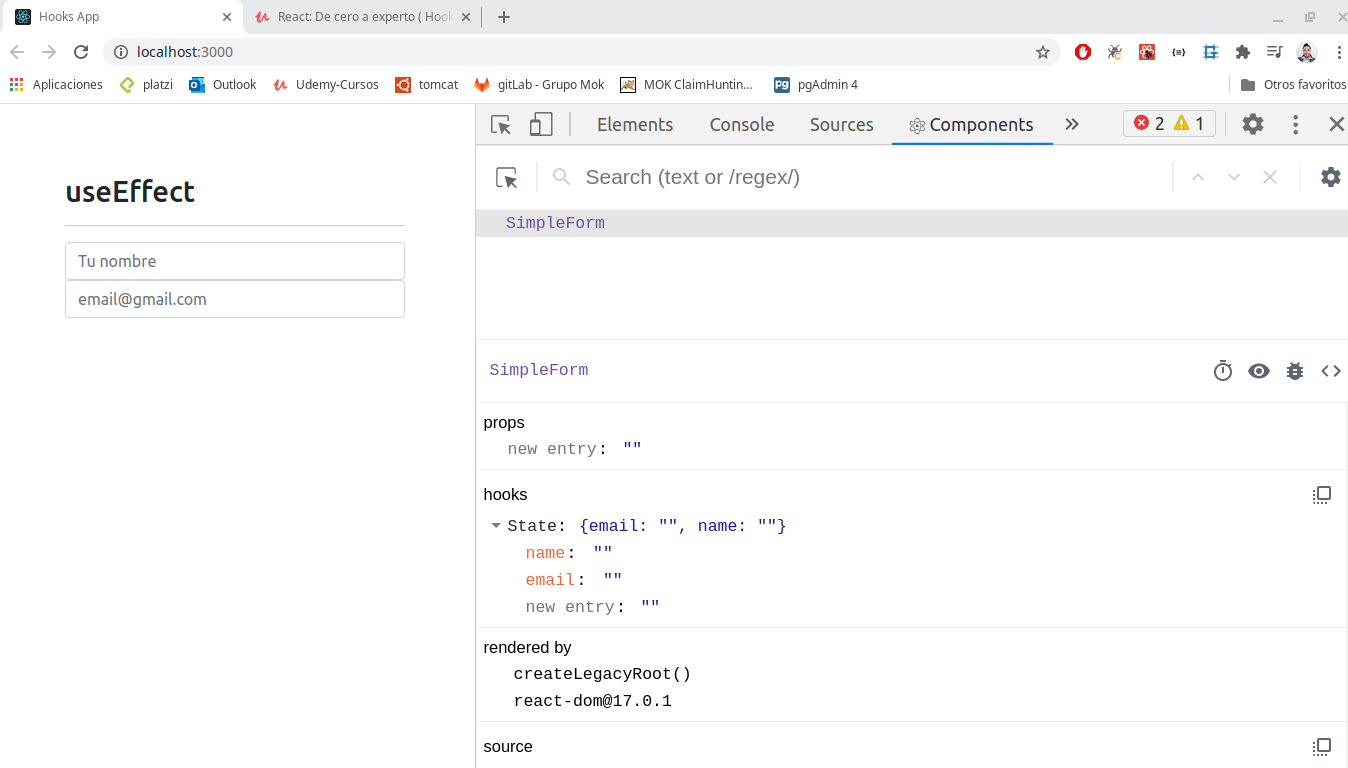 Hooks App
React: De cero a experto ( Hook
localhost:3000
Aplicaciones platzi Outlook Udemy-Cursos tomcat gitLab - Grupo Mok MOK ClaimHuntin... pgAdmin 4 Otros favoritos
Elements Console Sources Components 2 1
Search (text or /regex/)
SimpleForm
useEffect
Tu nombre
email@gmail.com
SimpleForm
props
new entry: ""
hooks
State: {email: "", name: ""}
name: ""
email: ""
new entry: ""
rendered by
createLegacyRoot()
react-dom@17.0.1
source